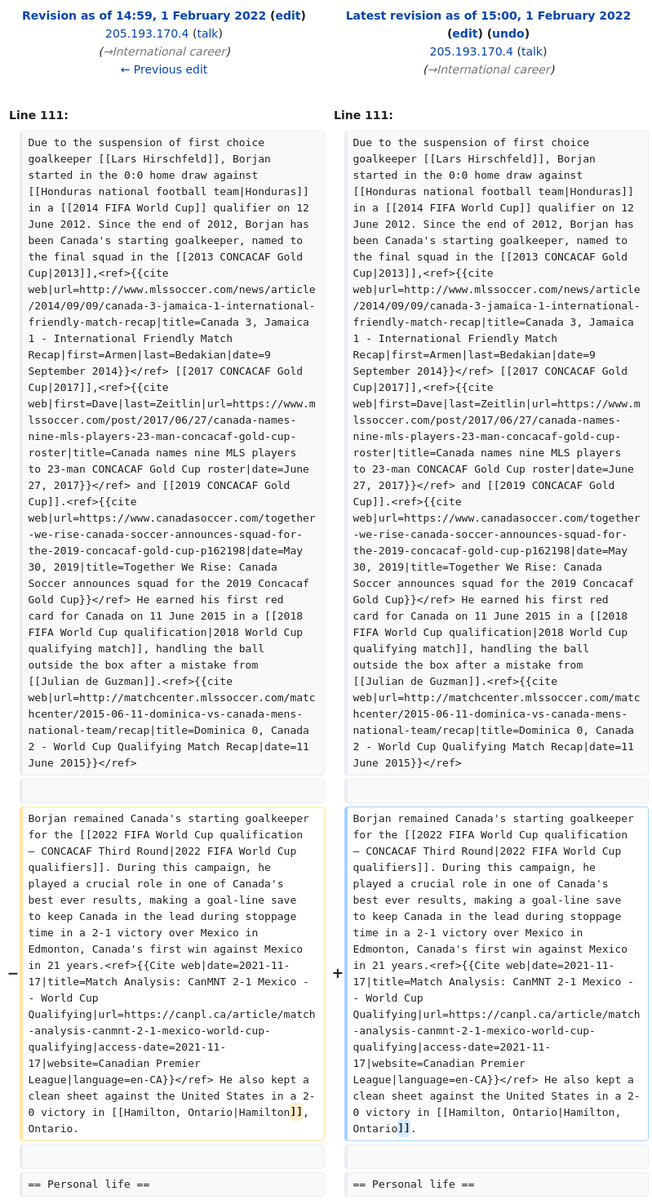 Revision as of 14:59, 1 February 2022 (edit)
205.193.170.4 (talk)
(→International career)
← Previous edit
Latest revision as of 15:00, 1 February 2022
(edit) (undo)
205.193.170.4 (talk)
(→International career)
Line 111:
Line 111:
Due to the suspension of first choice
goalkeeper [[Lars Hirschfeld]], Borjan
started in the 0:0 home draw against
[[Honduras national football team|Honduras]]
in a [[2014 FIFA World Cup]] qualifier on 12
June 2012. Since the end of 2012, Borjan has
been Canada's starting goalkeeper, named to
the final squad in the [[2013 CONCACAF Gold
Cup|2013]],<ref>{{cite
web|url=http://www.mlssoccer.com/news/article
/2014/09/09/canada-3-jamaica-1-international-
friendly-match-recap|title=Canada 3, Jamaica
1 - International Friendly Match
Recap|first=Armen|last=Bedakian|date=9
September 2014}}</ref> [[2017 CONCACAF Gold
Cup|2017]],<ref>{{cite
web|first=Dave|last=Zeitlin|url=https://www.m
lssoccer.com/post/2017/06/27/canada-names-
nine-mls-players-23-man-concacaf-gold-cup-
roster|title=Canada names nine MLS players
to 23-man CONCACAF Gold Cup roster|date=June
27, 2017}}</ref> and [[2019 CONCACAF Gold
Cup]].<ref>{{cite
web|url=https://www.canadasoccer.com/together
-we-rise-canada-soccer-announces-squad-for-
the-2019-concacaf-gold-cup-p162198|date=May
30, 2019|title=Together We Rise: Canada
Soccer announces squad for the 2019 Concacaf
Gold Cup}}</ref> He earned his first red
card for Canada on 11 June 2015 in a [[2018
FIFA World Cup qualification|2018 World Cup
qualifying match]], handling the ball
outside the box after a mistake from
[[Julian de Guzman]].<ref>{{cite
web|url=http://matchcenter.mlssoccer.com/matc
hcenter/2015-06-11-dominica-vs-canada-mens-
national-team/recap|title=Dominica 0, Canada
2 - World Cup Qualifying Match Recap|date=11
June 2015}}</ref>
Due to the suspension of first choice
goalkeeper [[Lars Hirschfeld]], Borjan
started in the 0:0 home draw against
[[Honduras national football team|Honduras]]
in a [[2014 FIFA World Cup]] qualifier on 12
June 2012. Since the end of 2012, Borjan has
been Canada's starting goalkeeper, named to
the final squad in the [[2013 CONCACAF Gold
Cup|2013]],<ref>{{cite
web|url=http://www.mlssoccer.com/news/article
/2014/09/09/canada-3-jamaica-1-international-
friendly-match-recap|title=Canada 3, Jamaica
1 - International Friendly Match
Recap|first=Armen|last=Bedakian|date=9
September 2014}}</ref> [[2017 CONCACAF Gold
Cup|2017]],<ref>{{cite
web|first=Dave|last=Zeitlin|url=https://www.m
lssoccer.com/post/2017/06/27/canada-names-
nine-mls-players-23-man-concacaf-gold-cup-
roster|title=Canada names nine MLS players
to 23-man CONCACAF Gold Cup roster|date=June
27, 2017}}</ref> and [[2019 CONCACAF Gold
Cup]].<ref>{{cite
web|url=https://www.canadasoccer.com/together
-we-rise-canada-soccer-announces-squad-for-
the-2019-concacaf-gold-cup-p162198|date=May
30, 2019|title=Together We Rise: Canada
Soccer announces squad for the 2019 Concacaf
Gold Cup}}</ref> He earned his first red
card for Canada on 11 June 2015 in a [[2018
FIFA World Cup qualification|2018 World Cup
qualifying match]], handling the ball
outside the box after a mistake from
[[Julian de Guzman]].<ref>{{cite
web|url=http://matchcenter.mlssoccer.com/matc
hcenter/2015-06-11-dominica-vs-canada-mens-
national-team/recap|title=Dominica 0, Canada
2 - World Cup Qualifying Match Recap|date=11
June 2015}}</ref>
−
Borjan remained Canada's starting goalkeeper
for the [[2022 FIFA World Cup qualification
– CONCACAF Third Round|2022 FIFA World Cup
qualifiers]]. During this campaign, he
played a crucial role in one of Canada's
best ever results, making a goal-line save
to keep Canada in the lead during stoppage
time in a 2-1 victory over Mexico in
Edmonton, Canada's first win against Mexico
in 21 years.<ref>{{Cite web|date=2021-11-
17|title=Match Analysis: CanMNT 2-1 Mexico -
- World Cup
Qualifying|url=https://canpl.ca/article/match
-analysis-canmnt-2-1-mexico-world-cup-
qualifying|access-date=2021-11-
17|website=Canadian Premier
League|language=en-CA}}</ref> He also kept a
clean sheet against the United States in a 2-
0 victory in [[Hamilton, Ontario|Hamilton]],
Ontario.
+
Borjan remained Canada's starting goalkeeper
for the [[2022 FIFA World Cup qualification
– CONCACAF Third Round|2022 FIFA World Cup
qualifiers]]. During this campaign, he
played a crucial role in one of Canada's
best ever results, making a goal-line save
to keep Canada in the lead during stoppage
time in a 2-1 victory over Mexico in
Edmonton, Canada's first win against Mexico
in 21 years.<ref>{{Cite web|date=2021-11-
17|title=Match Analysis: CanMNT 2-1 Mexico -
- World Cup
Qualifying|url=https://canpl.ca/article/match
-analysis-canmnt-2-1-mexico-world-cup-
qualifying|access-date=2021-11-
17|website=Canadian Premier
League|language=en-CA}}</ref> He also kept a
clean sheet against the United States in a 2-
0 victory in [[Hamilton, Ontario|Hamilton,
Ontario]].
== Personal life ==
== Personal life ==